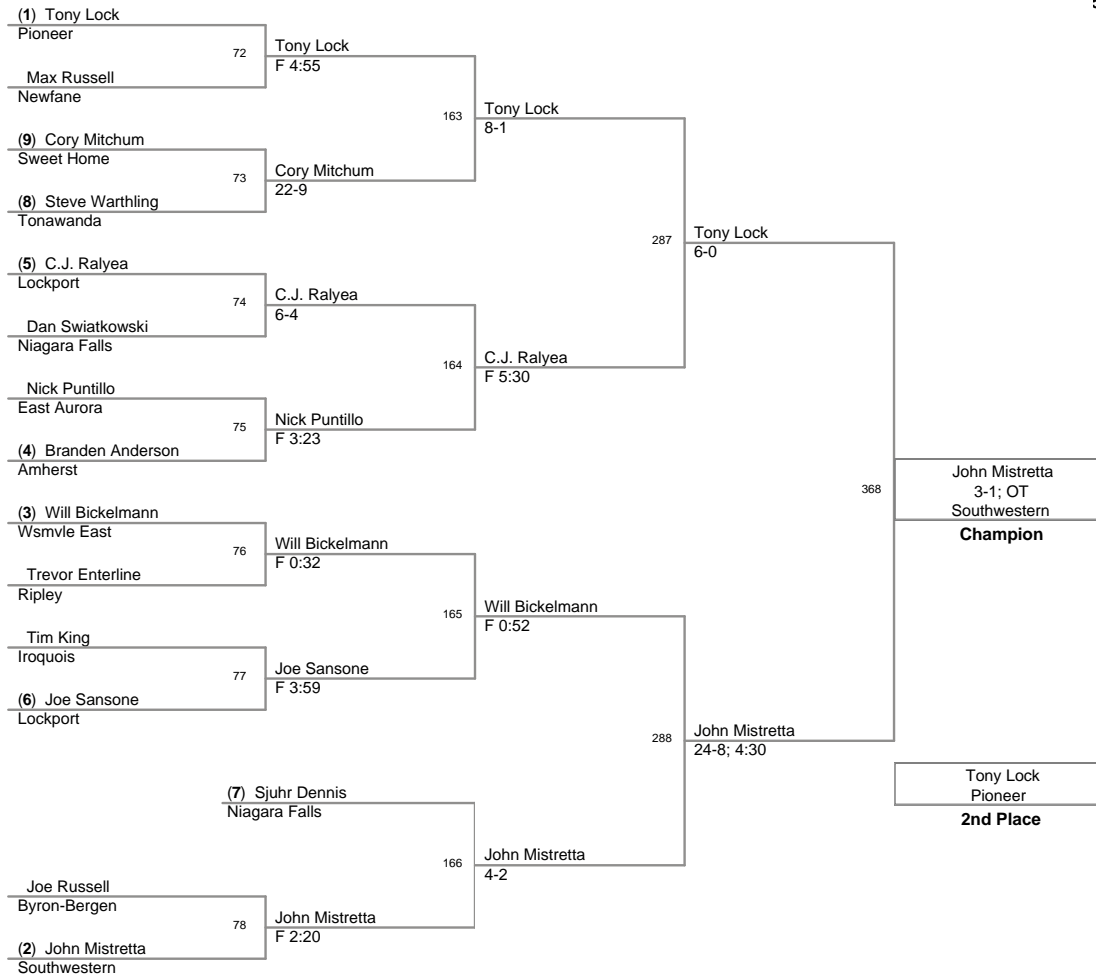 (1) Tony Lock
Pioneer
72
Max Russell
Newfane
Tony Lock
F 4:55
(9) Cory Mitchum
Sweet Home
73
(8) Steve Warthling
Tonawanda
Cory Mitchum
22-9
163
Tony Lock
8-1
(5) C.J. Ralyea
Lockport
74
Dan Swiatkowski
Niagara Falls
C.J. Ralyea
6-4
Nick Puntillo
East Aurora
75
(4) Branden Anderson
Amherst
Nick Puntillo
F 3:23
164
C.J. Ralyea
F 5:30
287
Tony Lock
6-0
(3) Will Bickelmann
Wsmvle East
76
Trevor Enterline
Ripley
Will Bickelmann
F 0:32
Tim King
Iroquois
77
(6) Joe Sansone
Lockport
Joe Sansone
F 3:59
165
Will Bickelmann
F 0:52
(7) Sjuhr Dennis
Niagara Falls
Joe Russell
Byron-Bergen
78
(2) John Mistretta
Southwestern
John Mistretta
F 2:20
166
John Mistretta
4-2
288
John Mistretta
24-8; 4:30
368
John Mistretta
3-1; OT
Southwestern
Champion
Tony Lock
Pioneer
2nd Place